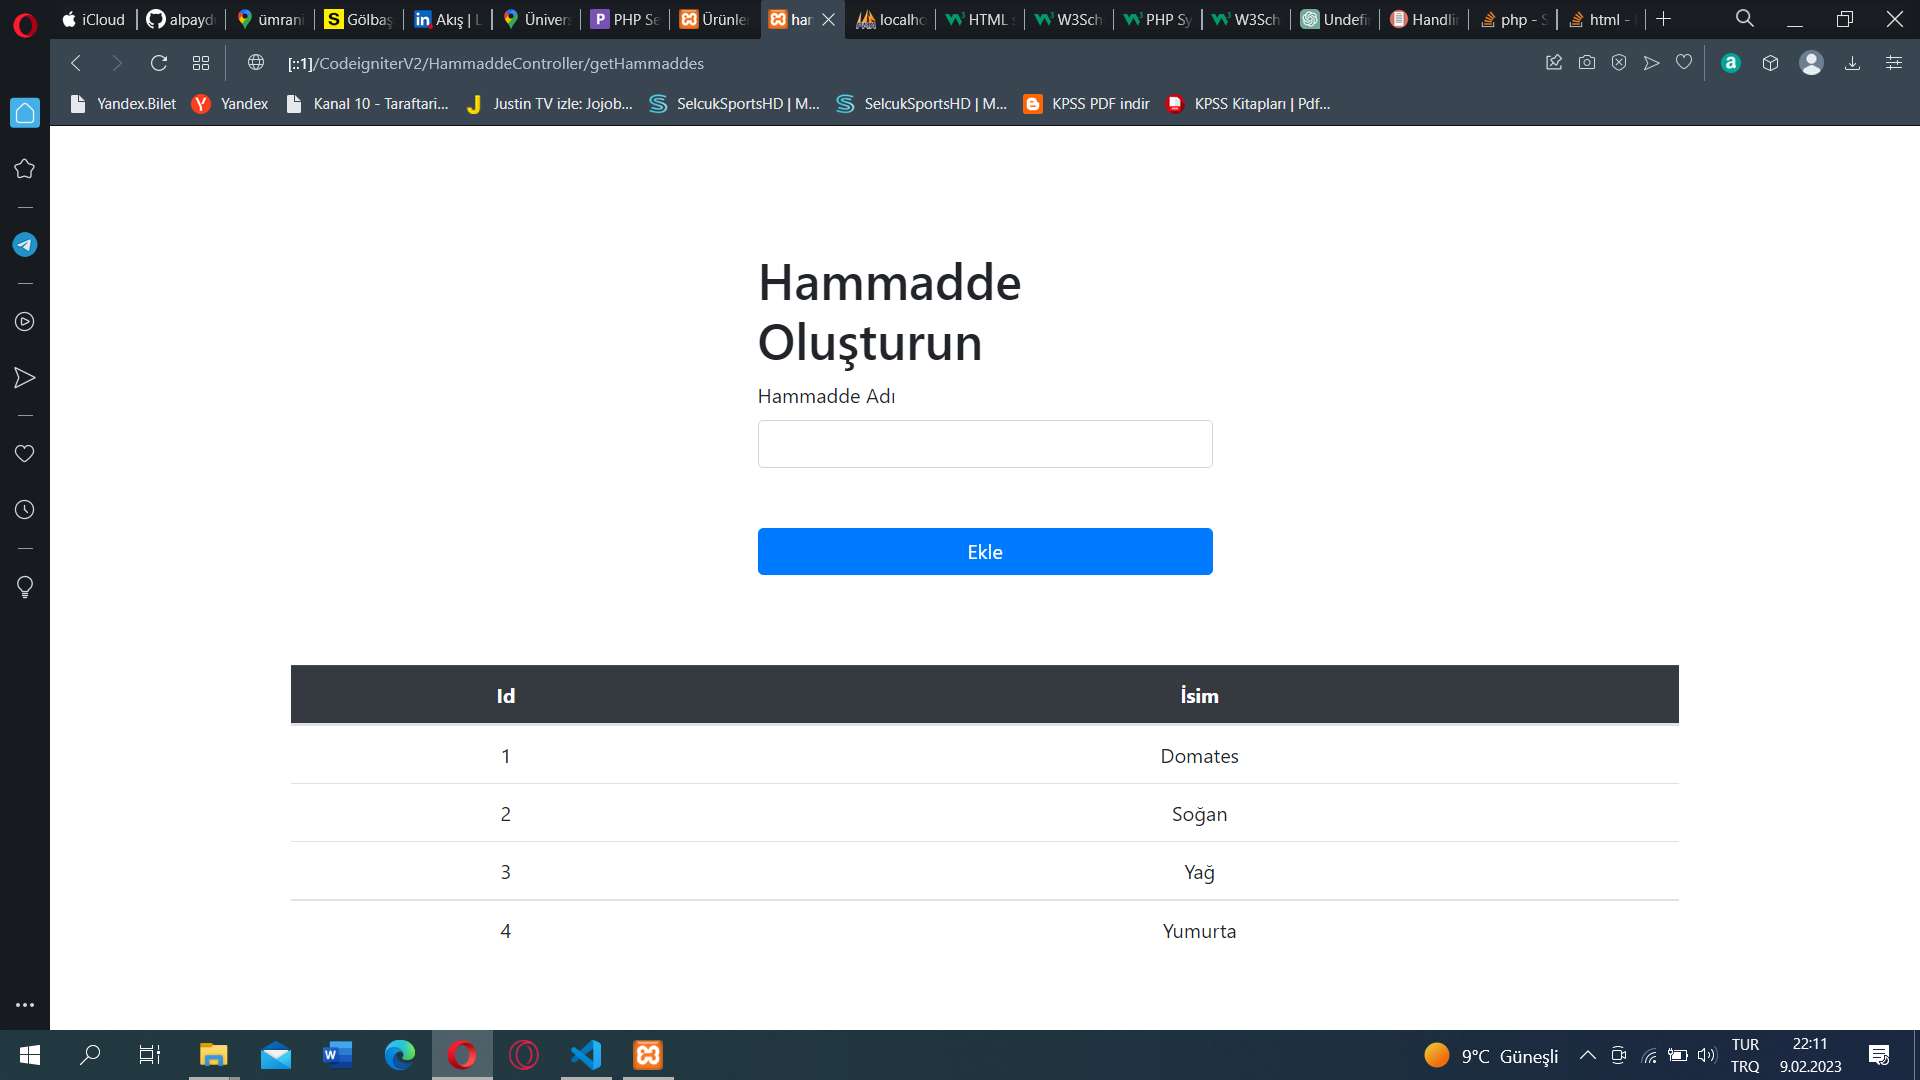 iCloud
alpayd
ümrani
Gölbaş
Akış | L
Univers
PHP Se
Ürünler
har
localho
HTML s
W3Sch
PHP Sy
W3Sch
Undefi
Handlin
php - S
html -
[::1]/CodeigniterV2/HammaddeController/getHammaddes
Yandex.Bilet
Yandex
Kanal 10 - Taraftari...
Justin TV izle: Jojob...
SelcukSportsHD | M...
SelcukSportsHD | M...
KPSS PDF indir
KPSS Kitapları | Pdf...
Hammadde
Oluşturun
Hammadde Adı
Ekle
Id İsim
1 Domates
2 Soğan
3 Yağ
4 Yumurta
9°C Güneşli
TUR
TRQ
22:11
9.02.2023